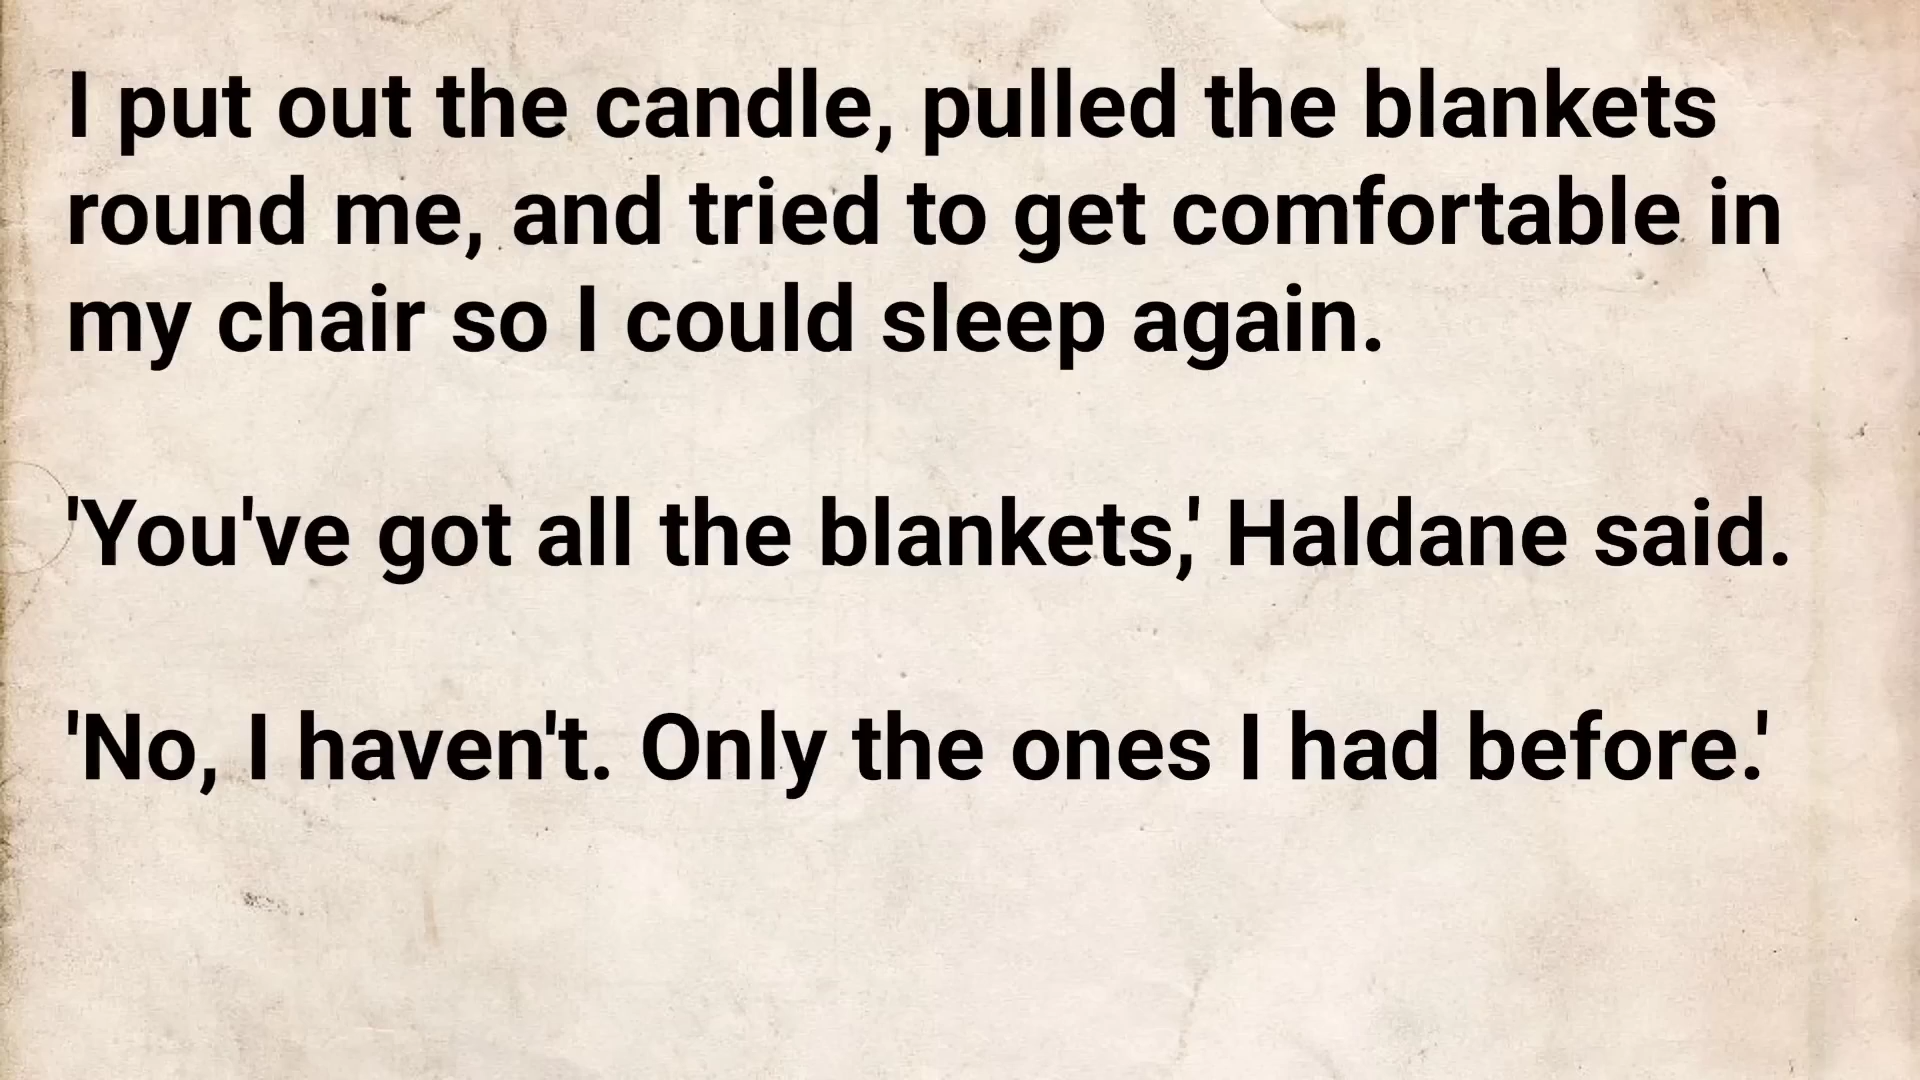 I put out the candle, pulled the blankets
round me, and tried to get comfortable in
my chair so I could sleep again.
'You've got all the blankets,' Haldane said.
'No, I haven't. Only the ones I had before.'